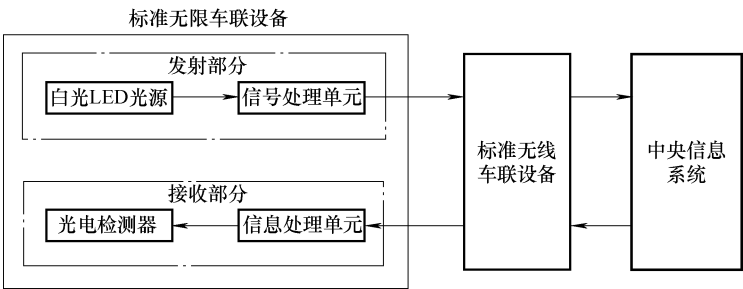 标准无限车联设备
发射部分
白光LED光源
信号处理单元
接收部分
光电检测器
信息处理单元
标准无线
车联设备
中央信息
系统